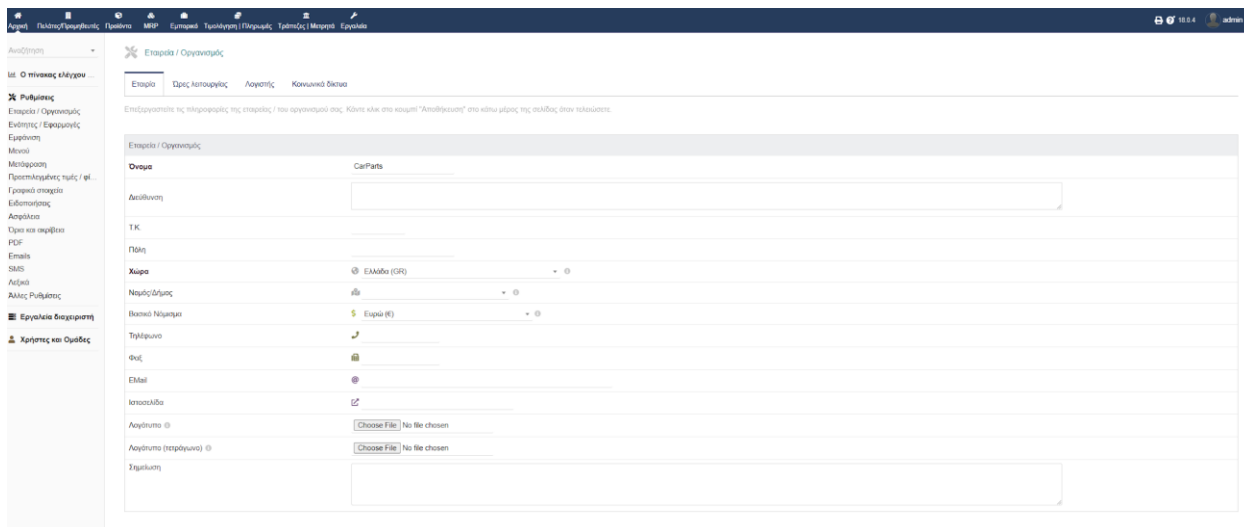 Αρχική Πελάτες/Προμηθευτές Προϊόντα MRP Εμπορικό Τιμολόγηση | Πληρωμές Τράπεζες | Μετρητά Εργαλεία
18.0.4 admin
Αναζήτηση
Ο πίνακας ελέγχου ...
Ρυθμίσεις
Εταιρεία / Οργανισμός
Ενότητες / Εφαρμογές
Εμφάνιση
Μενού
Μετάφραση
Προεπιλεγμένες τιμές / φί...
Γραφικά στοιχεία
Ειδοποιήσεις
Ασφάλεια
Όρια και ακρίβεια
PDF
Emails
SMS
Λεξικά
Άλλες Ρυθμίσεις
Εργαλεία διαχειριστή
Χρήστες και Ομάδες
Εταιρεία / Οργανισμός
Εταιρία Ώρες λειτουργίας Λογιστής Κοινωνικά δίκτυα
Επεξεργαστείτε τις πληροφορίες της εταιρείας / του οργανισμού σας. Κάντε κλικ στο κουμπί "Αποθήκευση" στο κάτω μέρος της σελίδας όταν τελειώσετε.
Εταιρεία / Οργανισμός
Όνομα CarParts
Διεύθυνση
Τ.Κ.
Πόλη
Χώρα Ελλάδα (GR)
Νομός/Δήμος
Βασικό Νόμισμα $ Ευρώ (€)
Τηλέφωνο
Φαξ
EMail @
Ιστοσελίδα
Λογότυπο Choose File No file chosen
Λογότυπο (τετράγωνο) Choose File No file chosen
Σημείωση